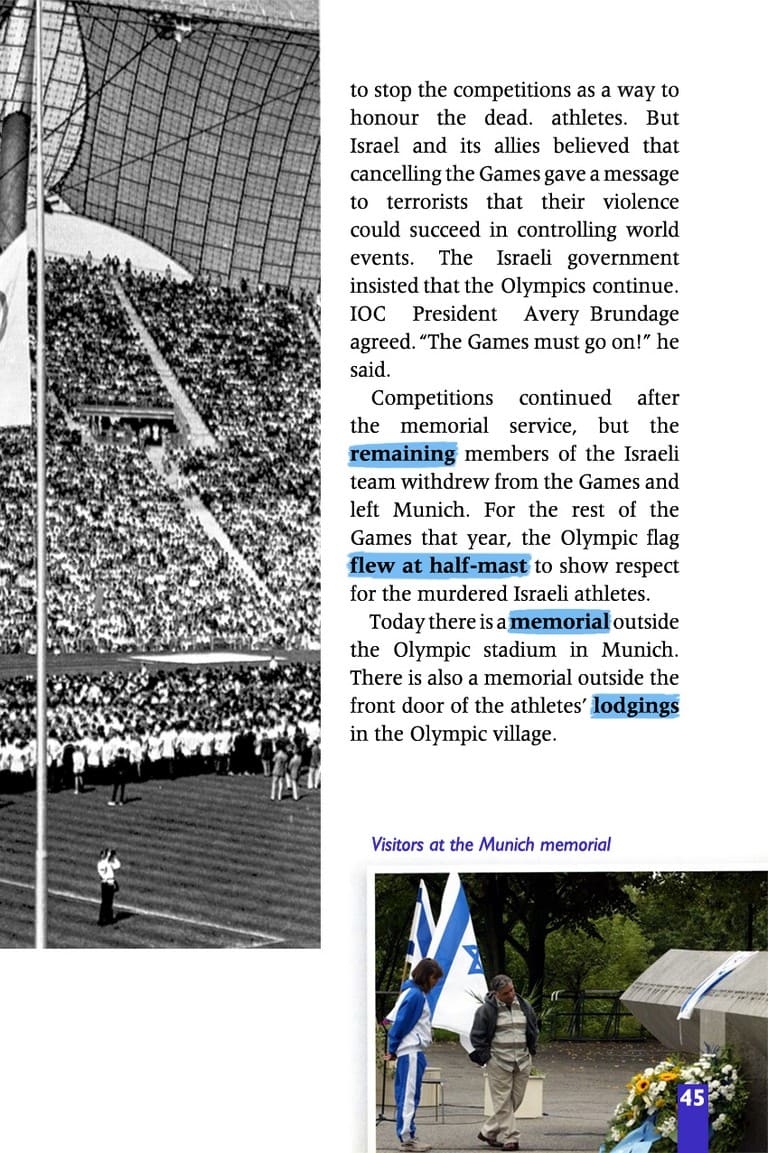 to stop the competitions as a way to
honour the dead. athletes. But
Israel and its allies believed that
cancelling the Games gave a message
to terrorists that their violence
could succeed in controlling world
events. The Israeli government
insisted that the Olympics continue.
IOC President Avery Brundage
agreed. “The Games must go on!” he
said.
Competitions continued after
the memorial service, but the
remaining members of the Israeli
team withdrew from the Games and
left Munich. For the rest of the
Games that year, the Olympic flag
flew at half-mast to show respect
for the murdered Israeli athletes.
Today there is a memorial outside
the Olympic stadium in Munich.
There is also a memorial outside the
front door of the athletes’ lodgings
in the Olympic village.
Visitors at the Munich memorial
45